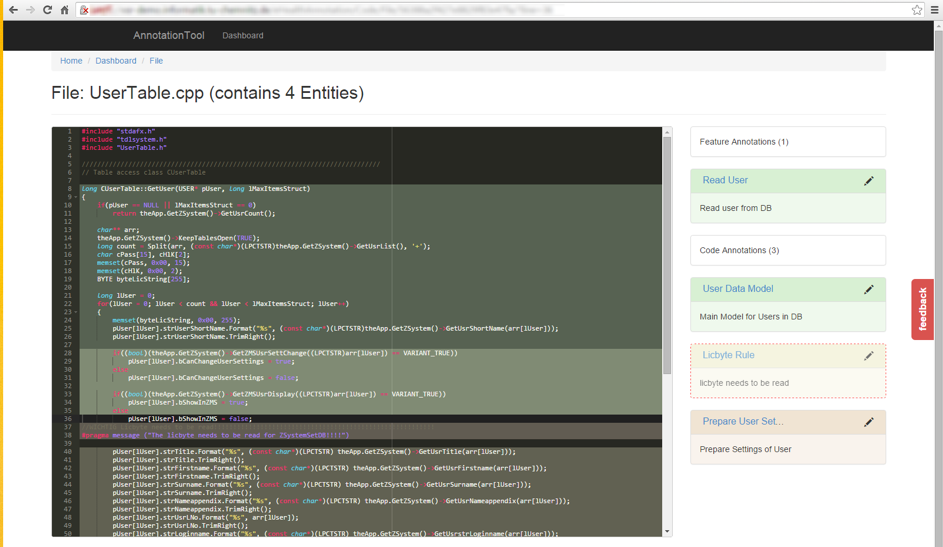 AnnotationTool Dashboard
Home / Dashboard / File
File: UserTable.cpp (contains 4 Entities)
1 #include "stdafx.h"
2 #include "tdlsystem.h"
3 #include "UserTable.h"
4
5 ////////////////////////////////////////////////////////////////////////////
6 // Table access class CUserTable
7
8 long CUserTable::GetUser(USER* pUser, long lMaxItemsStruct)
9 {
10 if(pUser == NULL || lMaxItemsStruct == 0)
11 return theApp.GetZSystem()->GetUsrCount();
12
13 char** arr;
14 theApp.GetZSystem()->KeepTablesOpen(TRUE);
15 long count = Split(arr, (const char*)(LPCTSTR)theApp.GetZSystem()->GetUsrList(), '+');
16 char cPass[15], cHlK[2];
17 memset(cPass, 0x00, 15);
18 memset(cHlK, 0x00, 2);
19 BYTE byteLicString[255];
20
21 long lUser = 0;
22 for(lUser = 0; lUser < count && lUser < lMaxItemsStruct; lUser++)
23 {
24 memset(byteLicString, 0x00, 255);
25 pUser[lUser].strUserShortName.Format("%s", (const char*)(LPCTSTR)theApp.GetZSystem()->GetUsrShortName(arr[lUser]));
26 pUser[lUser].strUserShortName.TrimRight();
27
28 if((bool)(theApp.GetZSystem()->GetZMSUsrSettChange((LPCTSTR)arr[lUser]) == VARIANT_TRUE))
29 pUser[lUser].bCanChangeUserSettings = true;
30 else
31 pUser[lUser].bCanChangeUserSettings = false;
32
33 if((bool)(theApp.GetZSystem()->GetZMSUsrDisplay((LPCTSTR)arr[lUser]) == VARIANT_TRUE))
34 pUser[lUser].bShowInZMS = true;
35 else
36 pUser[lUser].bShowInZMS = false;
37
38 #pragma message ("The licbyte needs to be read for ZSystemSetDB!!!!")
39
40 pUser[lUser].strTitle.Format("%s", (const char*)(LPCTSTR) theApp.GetZSystem()->GetUsrTitle(arr[lUser]));
41 pUser[lUser].strTitle.TrimRight();
42 pUser[lUser].strFirstname.Format("%s", (const char*)(LPCTSTR) theApp.GetZSystem()->GetUsrFirstname(arr[lUser]));
43 pUser[lUser].strFirstname.TrimRight();
44 pUser[lUser].strSurname.Format("%s", (const char*)(LPCTSTR) theApp.GetZSystem()->GetUsrSurname(arr[lUser]));
45 pUser[lUser].strSurname.TrimRight();
46 pUser[lUser].strNameappendix.Format("%s", (const char*)(LPCTSTR) theApp.GetZSystem()->GetUsrNameappendix(arr[lUser]));
47 pUser[lUser].strNameappendix.TrimRight();
48 pUser[lUser].strUsrLNo.Format("%s", arr[lUser]);
49 pUser[lUser].strUsrLNo.TrimRight();
50 pUser[lUser].strLoginname.Format("%s", (const char*)(LPCTSTR) theApp.GetZSystem()->GetUsrstrLoginname(arr[lUser]));
Feature Annotations (1)
Read User
Read user from DB
Code Annotations (3)
User Data Model
Main Model for Users in DB
Licbyte Rule
licbyte needs to be read
Prepare User Set...
Prepare Settings of User
feedback